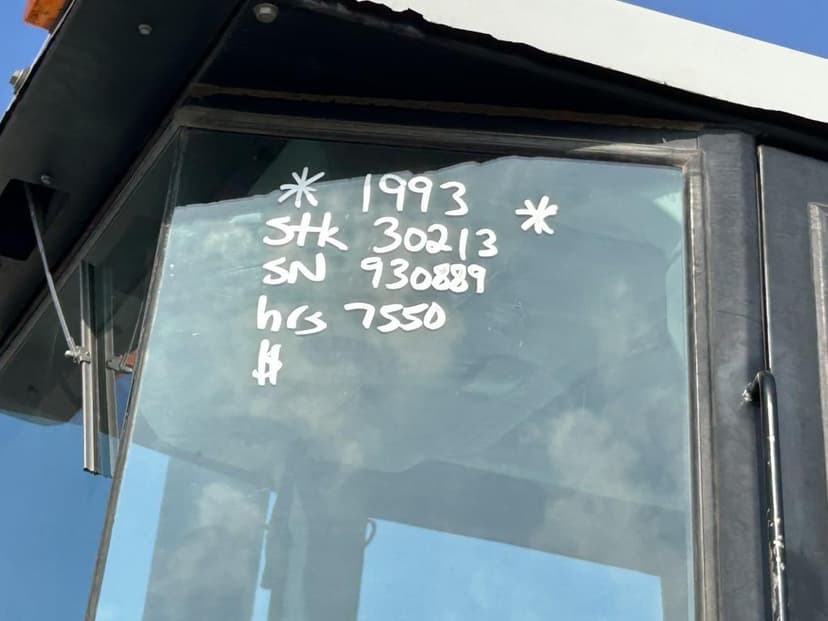 * 1993 *
Stk 30213
SN 930889
hrs 7550
$